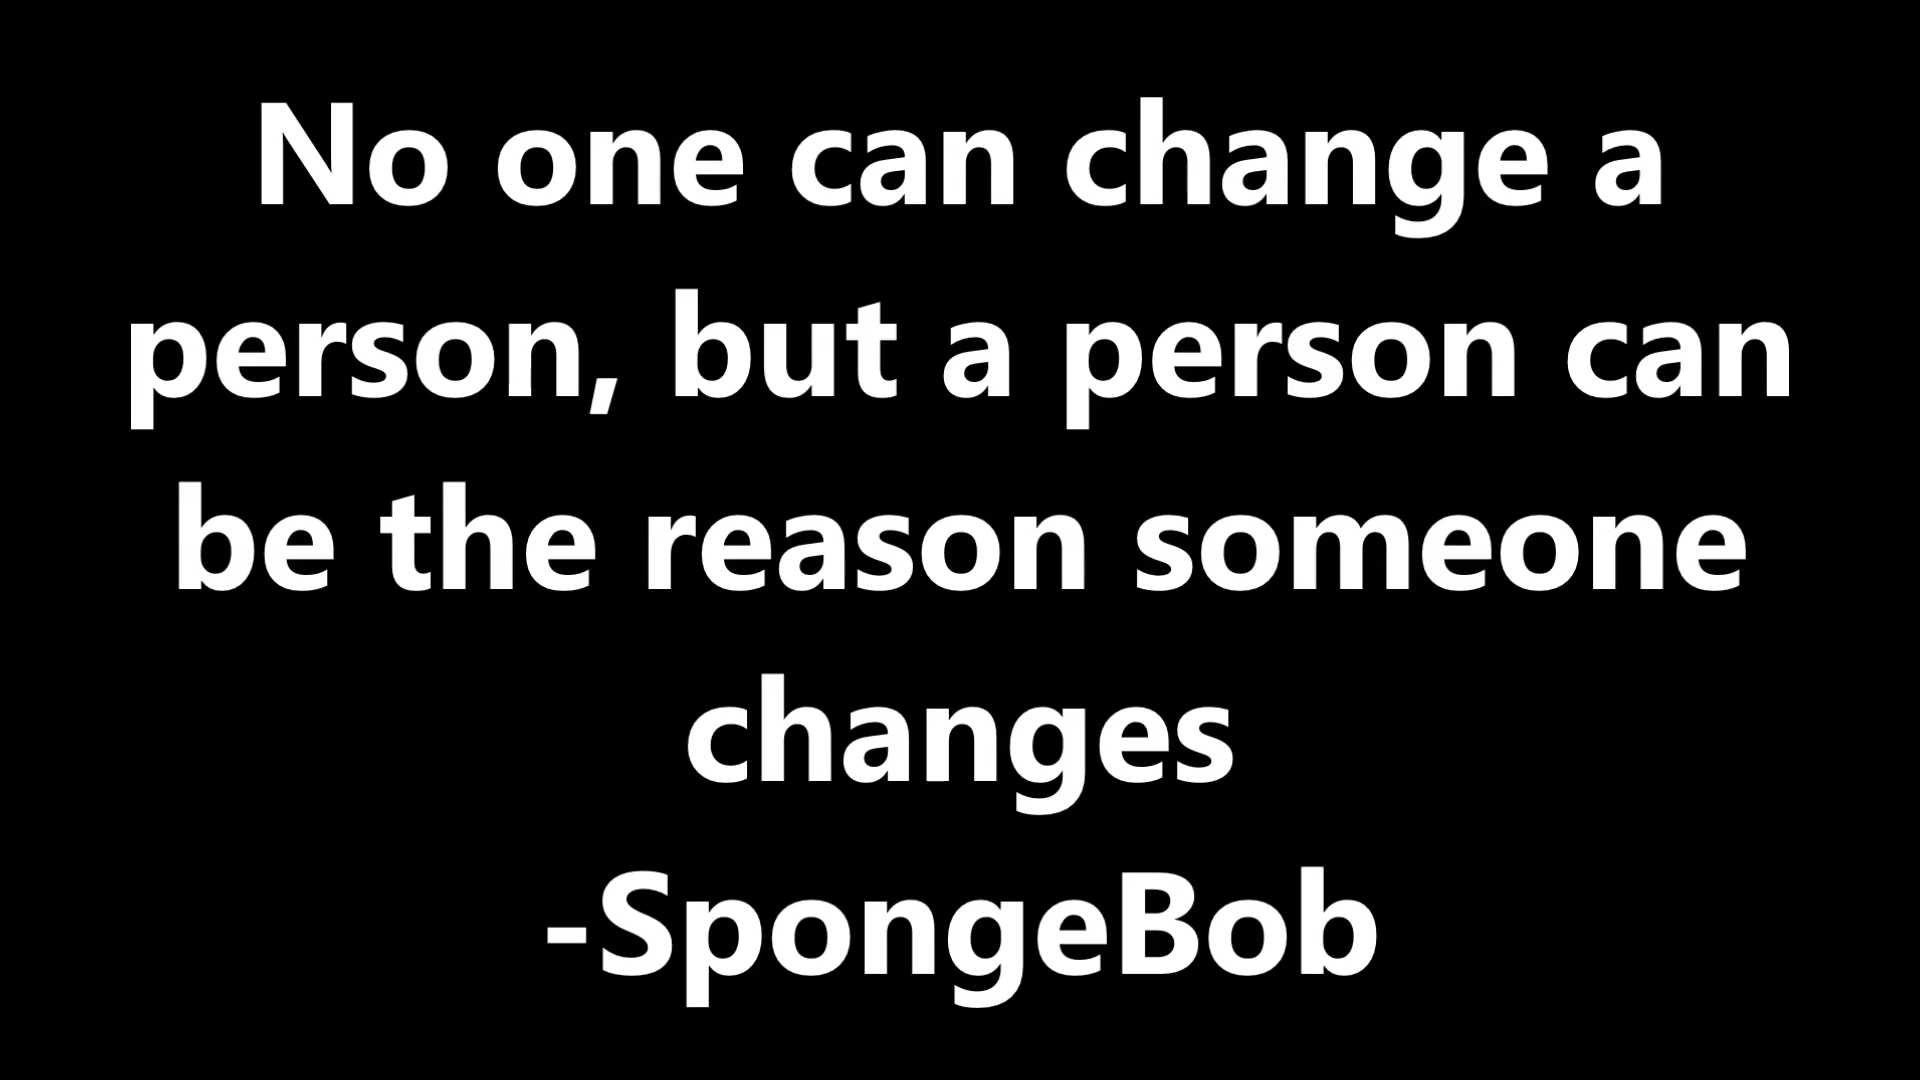 No one can change a
person, but a person can
be the reason someone
changes
-SpongeBob